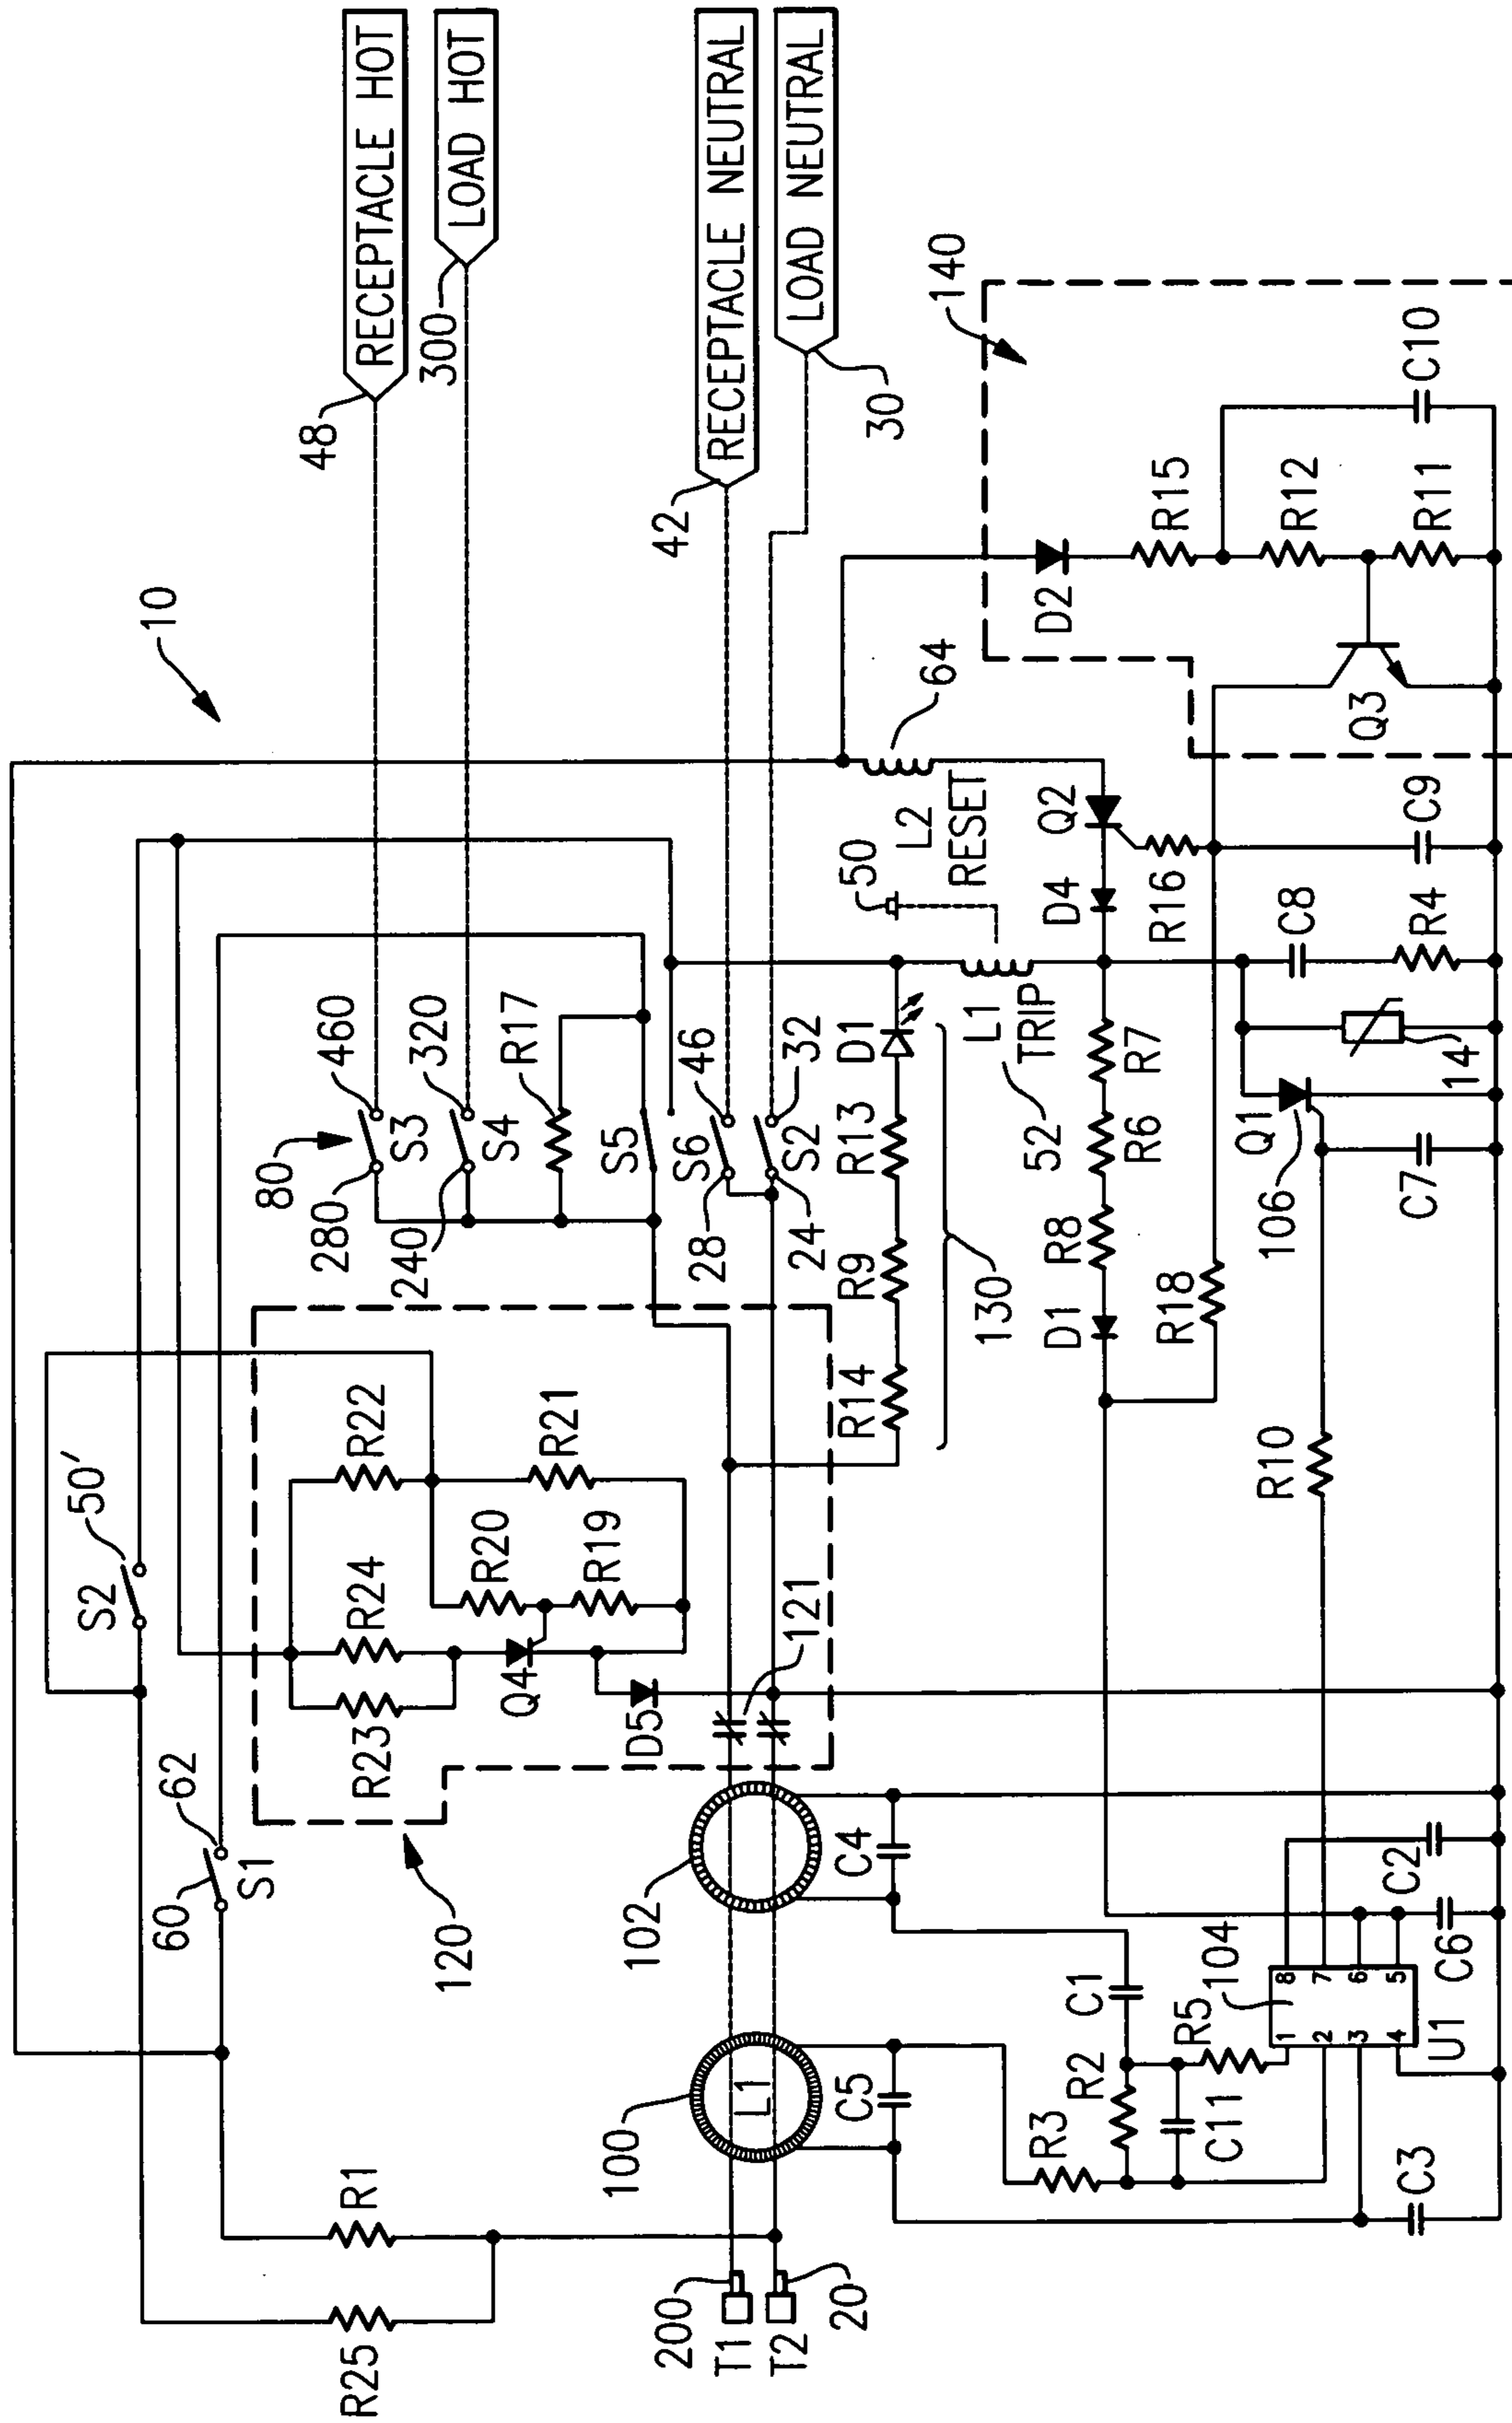 10
RECEPTACLE HOT
48
LOAD HOT
300
RECEPTACLE NEUTRAL
42
LOAD NEUTRAL
30
140
S2
50′
60
62
S1
80
460
280
S3
320
240
S4
R17
S5
46
S6
28
32
S2
24
R22
R24
R23
R21
R20
R19
Q4
D5
121
120
R1
R25
200
T1
T2
20
100
L1
102
C5
C4
R14
R9
R13
D1
130
L1
TRIP
52
50
L2
RESET
64
D1
R8
R6
R7
D4
Q2
R16
R18
D2
R15
R12
R11
C10
Q3
C9
C8
R4
14
Q1
106
C7
R10
R3
R2
C11
C1
R5
104
1
2
3
4
8
7
6
5
U1
C2
C6
C3